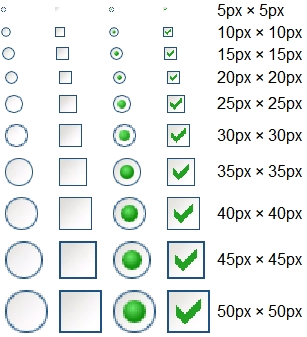 5px × 5px
10px × 10px
15px × 15px
20px × 20px
25px × 25px
30px × 30px
35px × 35px
40px × 40px
45px × 45px
50px × 50px